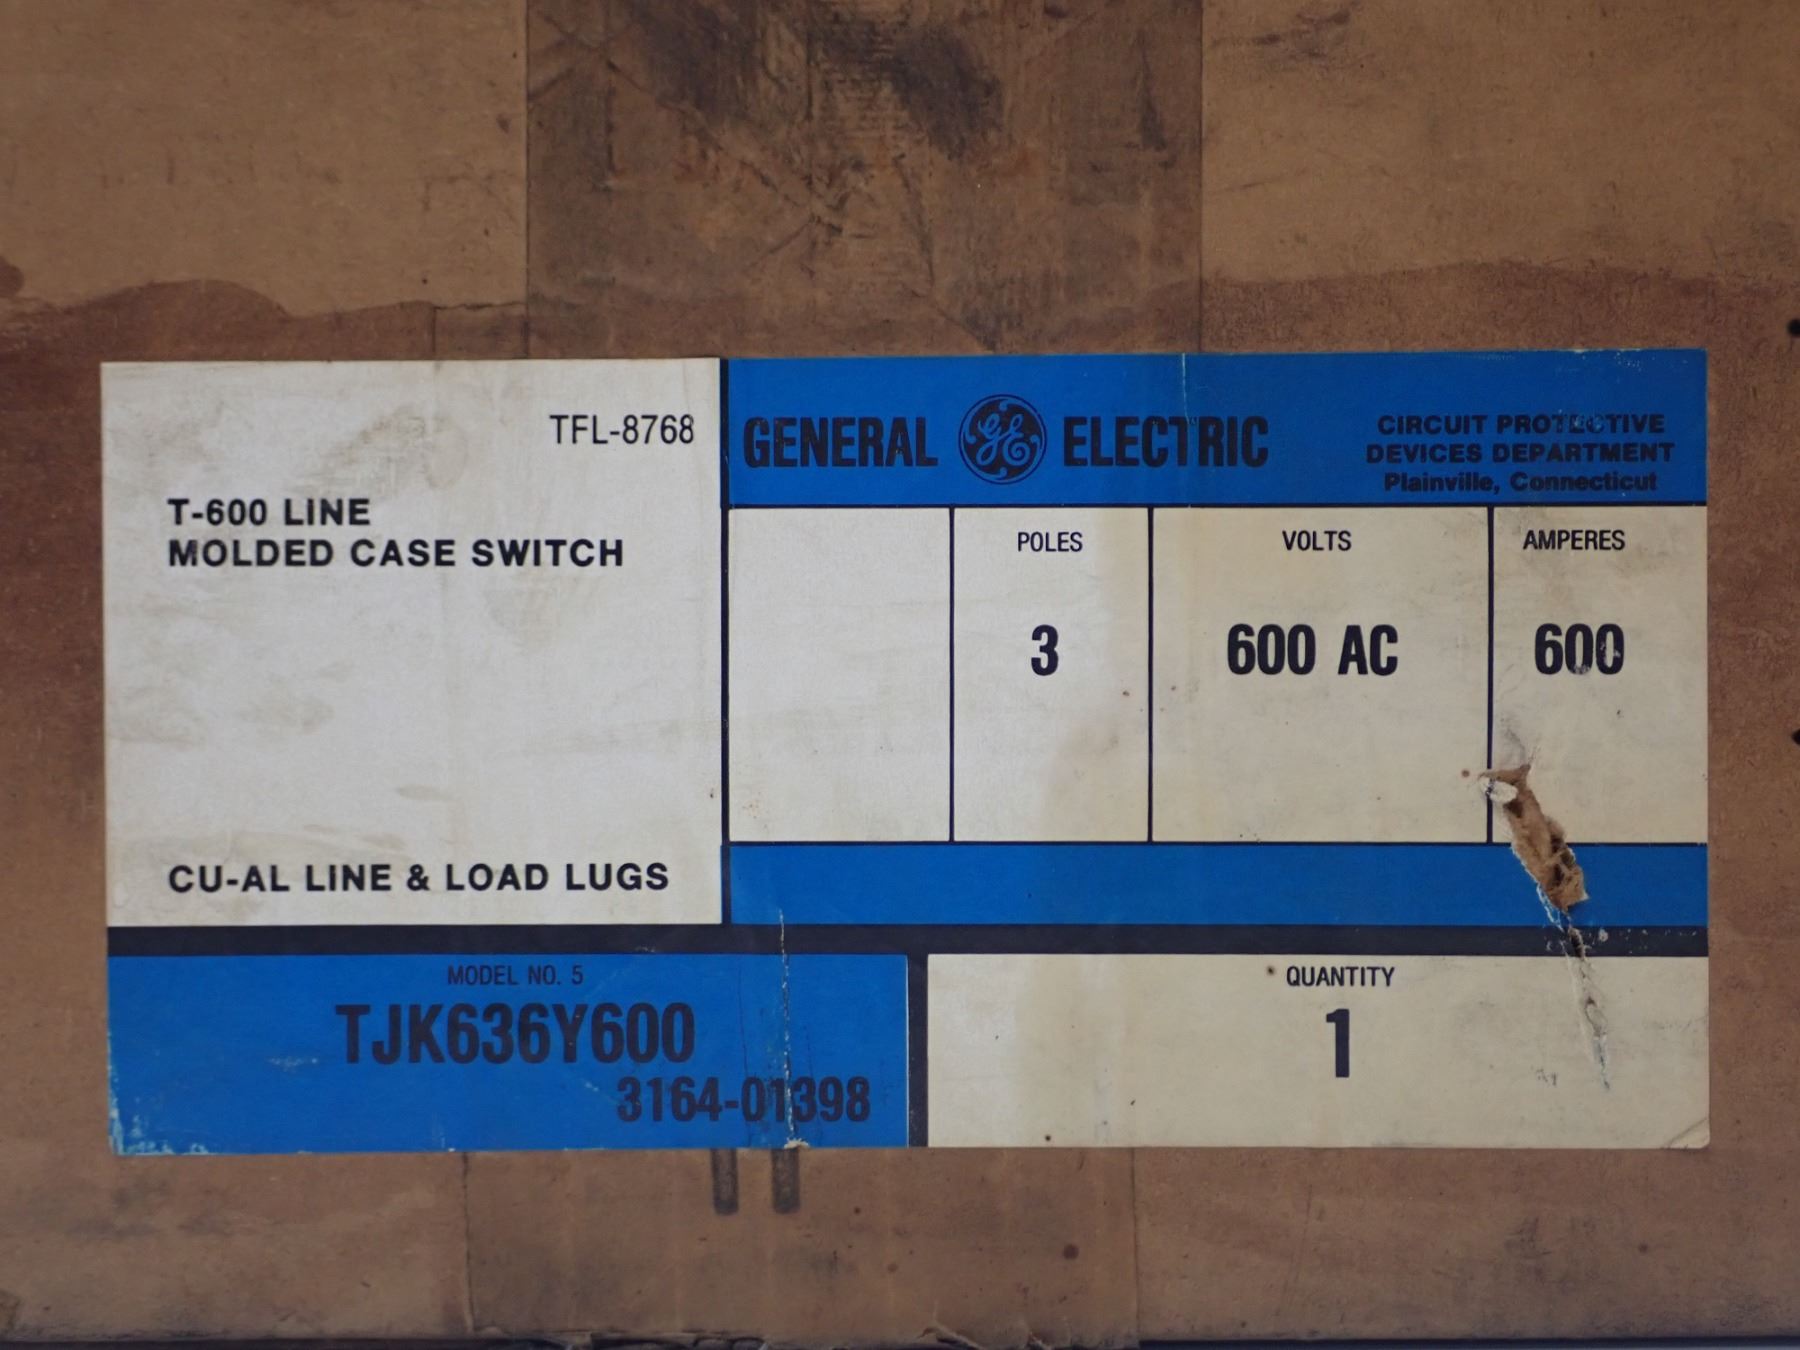 TFL-8768
T-600 LINE
MOLDED CASE SWITCH
CU-AL LINE & LOAD LUGS
GENERAL GE ELECTRIC
CIRCUIT PROTECTIVE
DEVICES DEPARTMENT
Plainville, Connecticut
POLES
3
VOLTS
600 AC
AMPERES
600
MODEL NO. 5
TJK636Y600
3164-01398
QUANTITY
1